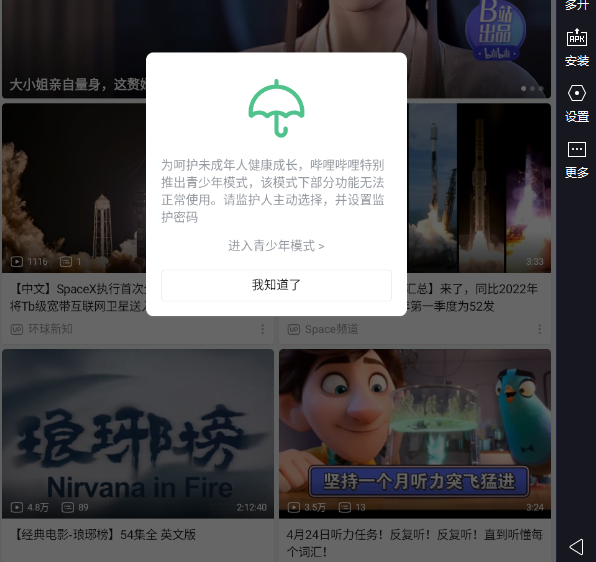 多开
B站
出品
bilibili
大小姐亲自量身，这赘
安装
APK
设置
更多
为呵护未成年人健康成长，哔哩哔哩特别
推出青少年模式，该模式下部分功能无法
正常使用。请监护人主动选择，并设置监
护密码
进入青少年模式 >
我知道了
1116 1
3:33
【中文】SpaceX执行首次
将Tb级宽带互联网卫星送
UP 环球新知
汇总】来了，同比2022年
年第一季度为52发
UP Space频道
琅琊榜
Nirvana in Fire
4.8万 89 2:12:40
坚持一个月听力突飞猛进
3.5万 13 3:24
【经典电影-琅琊榜】54集全 英文版
4月24日听力任务！反复听！反复听！直到听懂每
个词汇！